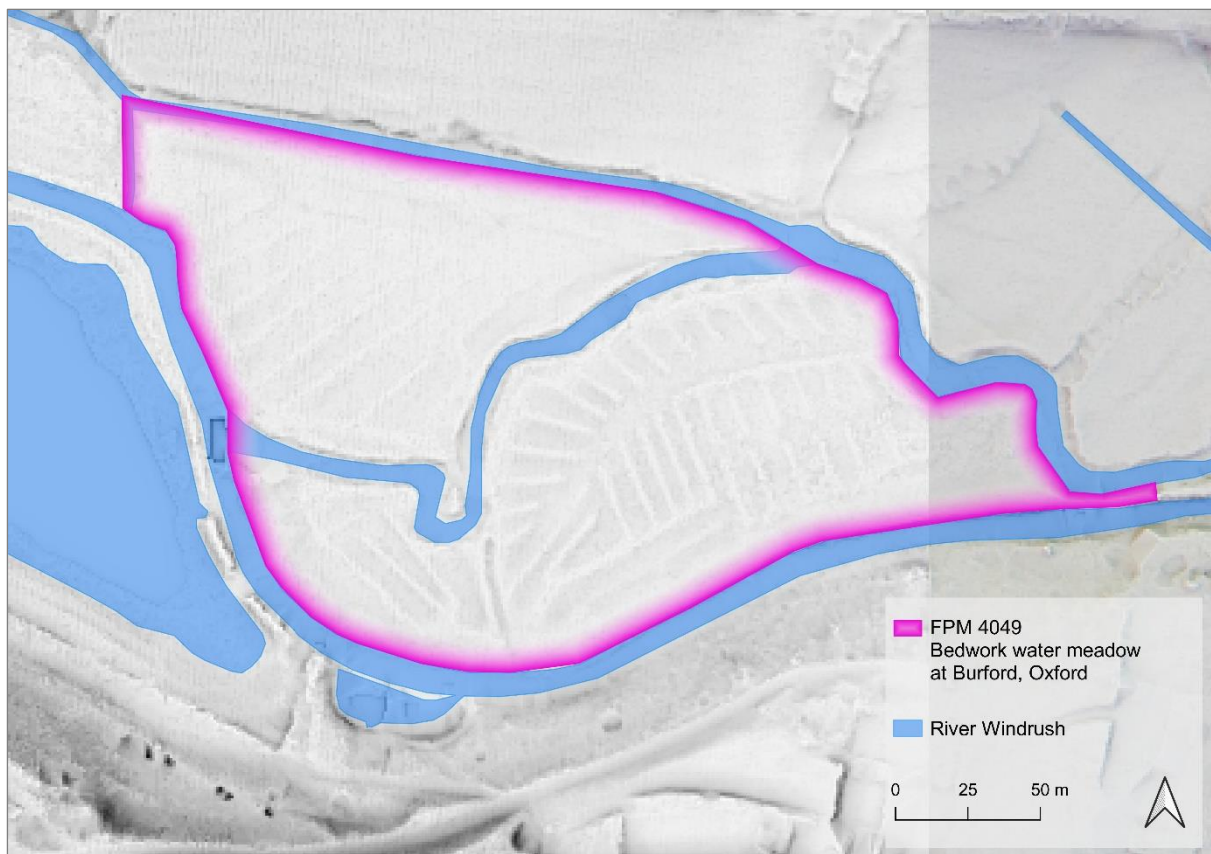 FPM 4049
Bedwork water meadow
at Burford, Oxford
River Windrush
0 25 50 m